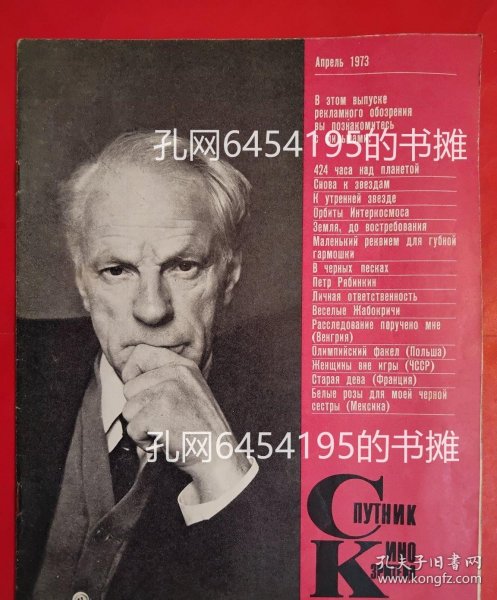 Апрель 1973
В этом выпуске
рекламного обозрения
вы познакомитесь
424 часа над планетой
Снова к звездам
К утренней звезде
Орбиты Интеркосмоса
Земля, до востребования
Маленький реквием для губной
гармошки
В черных песках
Петр Рябинкин
Личная ответственность
Веселые Жабокричи
Расследование поручено мне
(Венгрия)
Олимпийский факел (Польша)
Женщины вне игры (ЧССР)
Старая дева (Франция)
Белые розы для моей черной
сестры (Мексика)
СПУТНИК
КИНО
ЗРИТЕЛЯ
孔网6454195的书摊
孔网6454195的书摊
孔夫子旧书网
www.kongfz.com